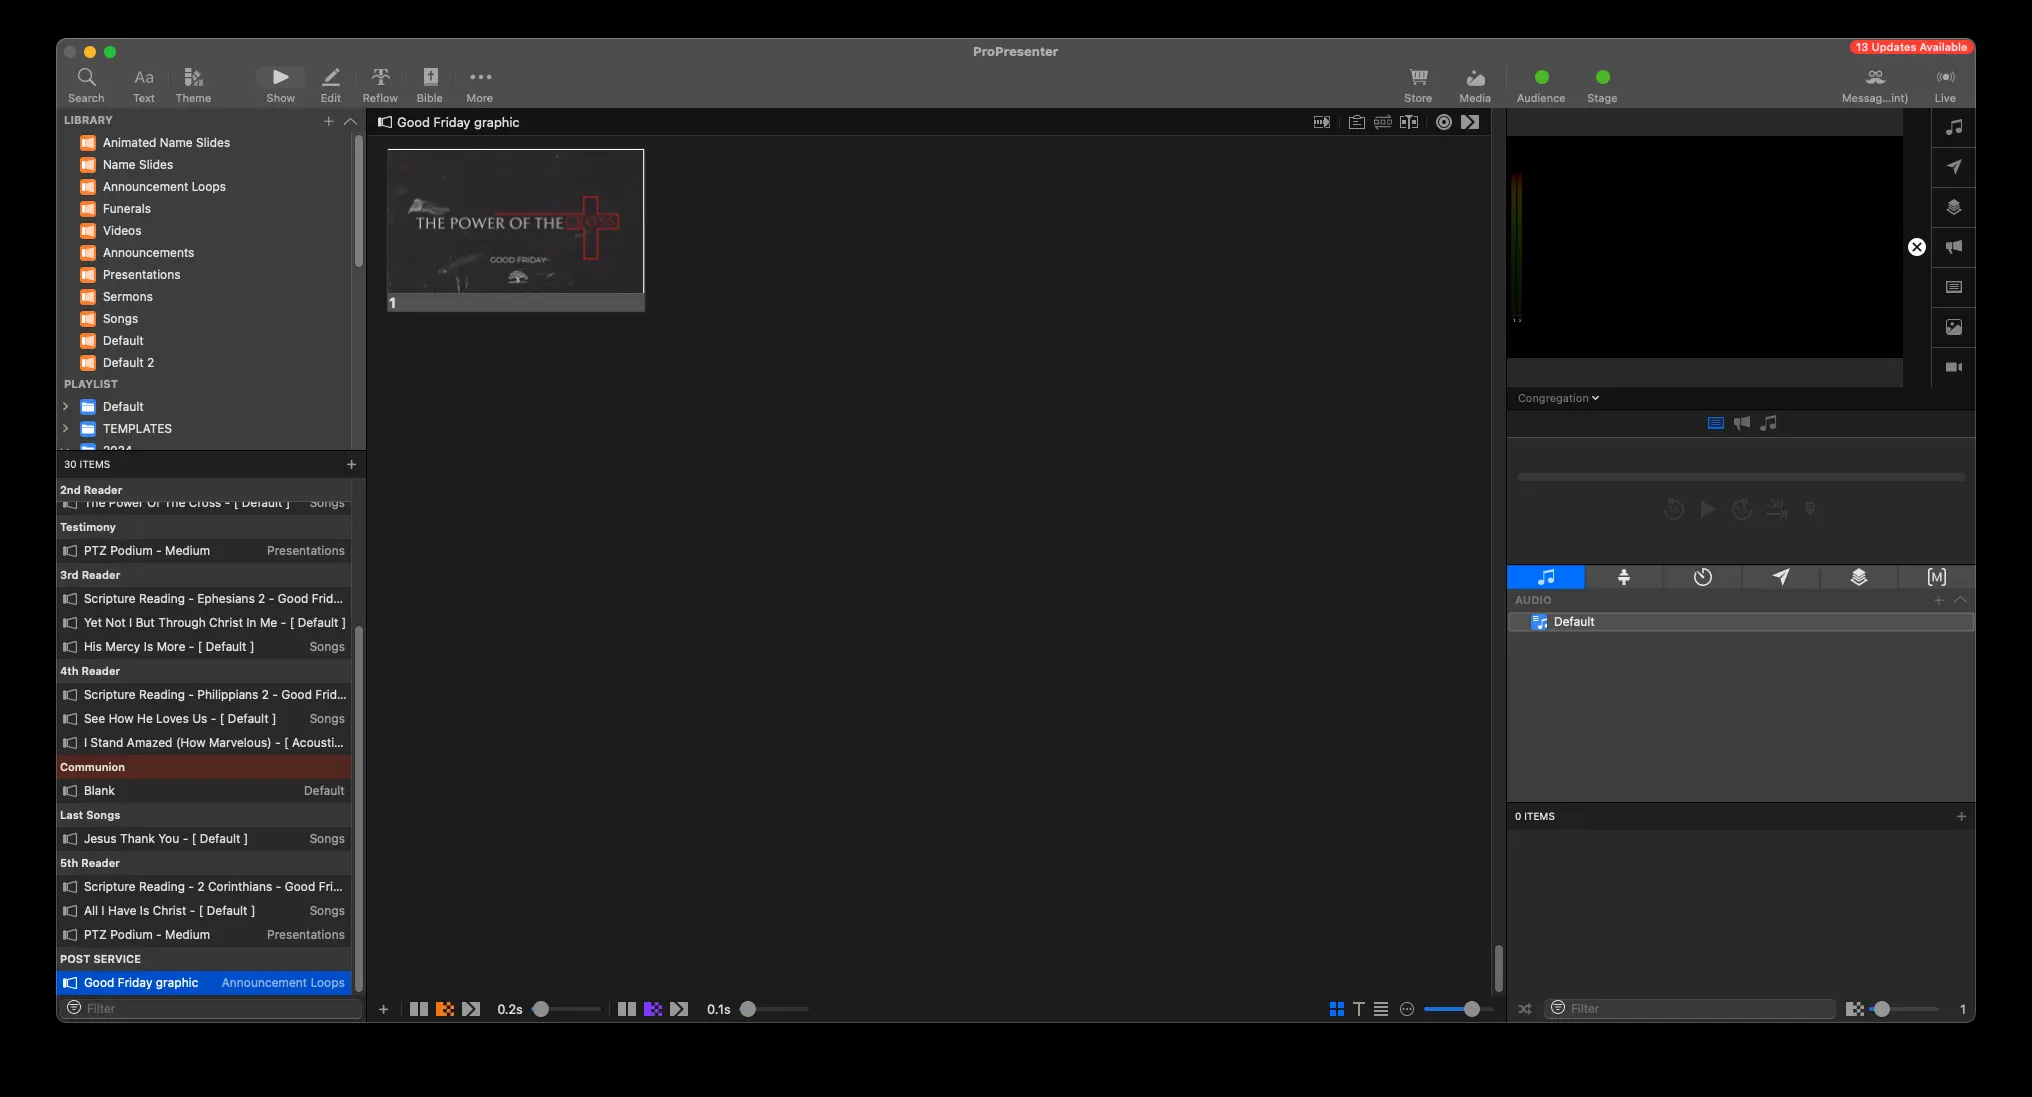 ProPresenter
13 Updates Available
Search
Text
Theme
Show
Edit
Reflow
Bible
More
Store
Media
Audience
Stage
Messag...int)
Live
LIBRARY
Animated Name Slides
Name Slides
Announcement Loops
Funerals
Videos
Announcements
Presentations
Sermons
Songs
Default
Default 2
PLAYLIST
Default
TEMPLATES
2024
30 ITEMS
2nd Reader
The Power Of The Cross - [ Default ] Songs
Testimony
PTZ Podium - Medium Presentations
3rd Reader
Scripture Reading - Ephesians 2 - Good Frid...
Yet Not I But Through Christ In Me - [ Default ]
His Mercy Is More - [ Default ] Songs
4th Reader
Scripture Reading - Philippians 2 - Good Frid...
See How He Loves Us - [ Default ] Songs
I Stand Amazed (How Marvelous) - [ Acousti...
Communion
Blank Default
Last Songs
Jesus Thank You - [ Default ] Songs
5th Reader
Scripture Reading - 2 Corinthians - Good Fri...
All I Have Is Christ - [ Default ] Songs
PTZ Podium - Medium Presentations
POST SERVICE
Good Friday graphic Announcement Loops
Filter
Good Friday graphic
THE POWER OF THE CROSS
GOOD FRIDAY
1
0.2s
0.1s
Congregation
AUDIO
Default
0 ITEMS
Filter
1